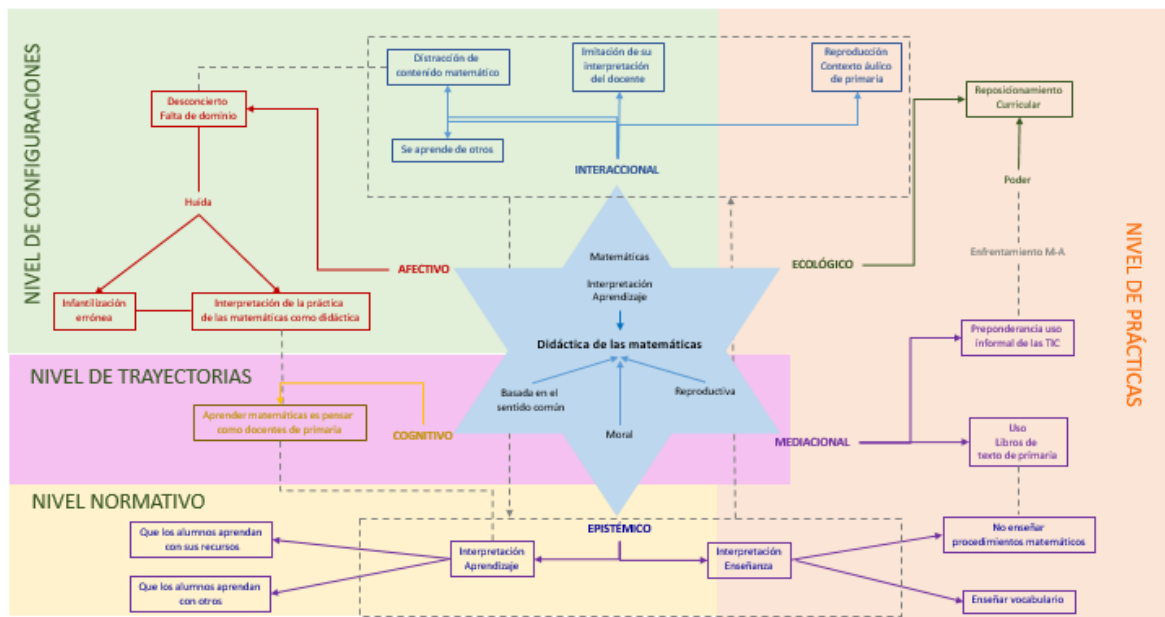 NIVEL DE CONFIGURACIONES
Distracción de
contenido matemático
Imitación de su
interpretación
del docente
Reproducción
Contexto áulico
de primaria
Desconcierto
Falta de dominio
Reposicionamiento
Curricular
Se aprende de otros
INTERACCIONAL
Poder
Huida
Enfrentamiento M-A
NIVEL DE PRÁCTICAS
Matemáticas
Interpretación
Aprendizaje
AFECTIVO
ECOLÓGICO
Infantilización
errónea
Interpretación de la práctica
de las matemáticas como didáctica
Didáctica de las matemáticas
Preponderancia uso
informal de las TIC
NIVEL DE TRAYECTORIAS
Basada en el
sentido común
Reproductiva
Aprender matemáticas es pensar
como docentes de primaria
COGNITIVO
Moral
MEDIACIONAL
Uso
Libros de
texto de primaria
NIVEL NORMATIVO
EPISTÉMICO
Que los alumnos aprendan
con sus recursos
Interpretación
Aprendizaje
Interpretación
Enseñanza
No enseñar
procedimientos matemáticos
Que los alumnos aprendan
con otros
Enseñar vocabulario